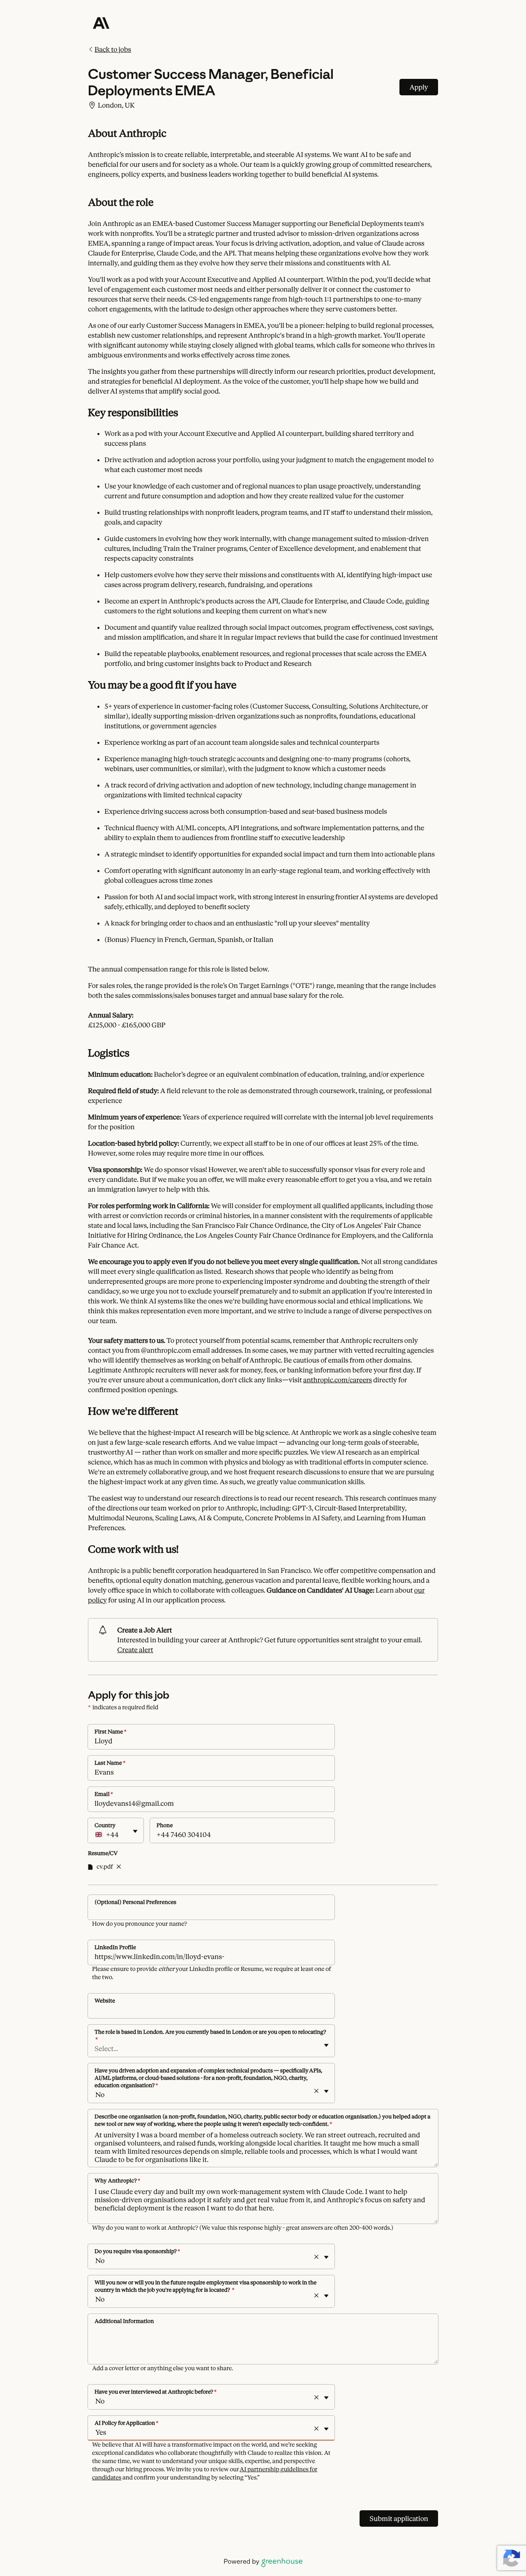 Back to jobs
Customer Success Manager, Beneficial
Deployments EMEA
Apply
London, UK
About Anthropic
Anthropic's mission is to create reliable, interpretable, and steerable AI systems. We want AI to be safe and
beneficial for our users and for society as a whole. Our team is a quickly growing group of committed researchers,
engineers, policy experts, and business leaders working together to build beneficial AI systems.
About the role
Join Anthropic as an EMEA-based Customer Success Manager supporting our Beneficial Deployments team's
work with nonprofits. You'll be a strategic partner and trusted advisor to mission-driven organizations across
EMEA, spanning a range of impact areas. Your focus is driving activation, adoption, and value of Claude across
Claude for Enterprise, Claude Code, and the API. That means helping these organizations evolve how they work
internally, and guiding them as they evolve how they serve their missions and constituents with AI.
You'll work as a pod with your Account Executive and Applied AI counterpart. Within the pod, you'll decide what
level of engagement each customer most needs and either personally deliver it or connect the customer to
resources that serve their needs. CS-led engagements range from high-touch 1:1 partnerships to one-to-many
cohort engagements, with the latitude to design other approaches where they serve customers better.
As one of our early Customer Success Managers in EMEA, you'll be a pioneer: helping to build regional processes,
establish new customer relationships, and represent Anthropic's brand in a high-growth market. You'll operate
with significant autonomy while staying closely aligned with global teams, which calls for someone who thrives in
ambiguous environments and works effectively across time zones.
The insights you gather from these partnerships will directly inform our research priorities, product development,
and strategies for beneficial AI deployment. As the voice of the customer, you'll help shape how we build and
deliver AI systems that amplify social good.
Key responsibilities
• Work as a pod with your Account Executive and Applied AI counterpart, building shared territory and
success plans
• Drive activation and adoption across your portfolio, using your judgment to match the engagement model to
what each customer most needs
• Use your knowledge of each customer and of regional nuances to plan usage proactively, understanding
current and future consumption and adoption and how they create realized value for the customer
• Build trusting relationships with nonprofit leaders, program teams, and IT staff to understand their mission,
goals, and capacity
• Guide customers in evolving how they work internally, with change management suited to mission-driven
cultures, including Train the Trainer programs, Center of Excellence development, and enablement that
respects capacity constraints
• Help customers evolve how they serve their missions and constituents with AI, identifying high-impact use
cases across program delivery, research, fundraising, and operations
• Become an expert in Anthropic's products across the API, Claude for Enterprise, and Claude Code, guiding
customers to the right solutions and keeping them current on what's new
• Document and quantify value realized through social impact outcomes, program effectiveness, cost savings,
and mission amplification, and share it in regular impact reviews that build the case for continued investment
• Build the repeatable playbooks, enablement resources, and regional processes that scale across the EMEA
portfolio, and bring customer insights back to Product and Research
You may be a good fit if you have
• 5+ years of experience in customer-facing roles (Customer Success, Consulting, Solutions Architecture, or
similar), ideally supporting mission-driven organizations such as nonprofits, foundations, educational
institutions, or government agencies
• Experience working as part of an account team alongside sales and technical counterparts
• Experience managing high-touch strategic accounts and designing one-to-many programs (cohorts,
webinars, user communities, or similar), with the judgment to know which a customer needs
• A track record of driving activation and adoption of new technology, including change management in
organizations with limited technical capacity
• Experience driving success across both consumption-based and seat-based business models
• Technical fluency with AI/ML concepts, API integrations, and software implementation patterns, and the
ability to explain them to audiences from frontline staff to executive leadership
• A strategic mindset to identify opportunities for expanded social impact and turn them into actionable plans
• Comfort operating with significant autonomy in an early-stage regional team, and working effectively with
global colleagues across time zones
• Passion for both AI and social impact work, with strong interest in ensuring frontier AI systems are developed
safely, ethically, and deployed to benefit society
• A knack for bringing order to chaos and an enthusiastic "roll up your sleeves" mentality
• (Bonus) Fluency in French, German, Spanish, or Italian
The annual compensation range for this role is listed below.
For sales roles, the range provided is the role's On Target Earnings ("OTE") range, meaning that the range includes
both the sales commissions/sales bonuses target and annual base salary for the role.
Annual Salary:
£125,000 - £165,000 GBP
Logistics
Minimum education: Bachelor's degree or an equivalent combination of education, training, and/or experience
Required field of study: A field relevant to the role as demonstrated through coursework, training, or professional
experience
Minimum years of experience: Years of experience required will correlate with the internal job level requirements
for the position
Location-based hybrid policy: Currently, we expect all staff to be in one of our offices at least 25% of the time.
However, some roles may require more time in our offices.
Visa sponsorship: We do sponsor visas! However, we aren't able to successfully sponsor visas for every role and
every candidate. But if we make you an offer, we will make every reasonable effort to get you a visa, and we retain
an immigration lawyer to help with this.
For roles performing work in California: We will consider for employment all qualified applicants, including those
with arrest or conviction records or criminal histories, in a manner consistent with the requirements of applicable
state and local laws, including the San Francisco Fair Chance Ordinance, the City of Los Angeles' Fair Chance
Initiative for Hiring Ordinance, the Los Angeles County Fair Chance Ordinance for Employers, and the California
Fair Chance Act.
We encourage you to apply even if you do not believe you meet every single qualification. Not all strong candidates
will meet every single qualification as listed. Research shows that people who identify as being from
underrepresented groups are more prone to experiencing imposter syndrome and doubting the strength of their
candidacy, so we urge you not to exclude yourself prematurely and to submit an application if you're interested in
this work. We think AI systems like the ones we're building have enormous social and ethical implications. We
think this makes representation even more important, and we strive to include a range of diverse perspectives on
our team.
Your safety matters to us. To protect yourself from potential scams, remember that Anthropic recruiters only
contact you from @anthropic.com email addresses. In some cases, we may partner with vetted recruiting agencies
who will identify themselves as working on behalf of Anthropic. Be cautious of emails from other domains.
Legitimate Anthropic recruiters will never ask for money, fees, or banking information before your first day. If
you're ever unsure about a communication, don't click any links—visit anthropic.com/careers directly for
confirmed position openings.
How we're different
We believe that the highest-impact AI research will be big science. At Anthropic we work as a single cohesive team
on just a few large-scale research efforts. And we value impact — advancing our long-term goals of steerable,
trustworthy AI — rather than work on smaller and more specific puzzles. We view AI research as an empirical
science, which has as much in common with physics and biology as with traditional efforts in computer science.
We're an extremely collaborative group, and we host frequent research discussions to ensure that we are pursuing
the highest-impact work at any given time. As such, we greatly value communication skills.
The easiest way to understand our research directions is to read our recent research. This research continues many
of the directions our team worked on prior to Anthropic, including: GPT-3, Circuit-Based Interpretability,
Multimodal Neurons, Scaling Laws, AI & Compute, Concrete Problems in AI Safety, and Learning from Human
Preferences.
Come work with us!
Anthropic is a public benefit corporation headquartered in San Francisco. We offer competitive compensation and
benefits, optional equity donation matching, generous vacation and parental leave, flexible working hours, and a
lovely office space in which to collaborate with colleagues. Guidance on Candidates' AI Usage: Learn about our
policy for using AI in our application process.
Create a Job Alert
Interested in building your career at Anthropic? Get future opportunities sent straight to your email.
Create alert
Apply for this job
* indicates a required field
First Name*
Lloyd
Last Name*
Evans
Email*
lloydevans14@gmail.com
Country
+44
Phone
+44 7460 304104
Resume/CV
cv.pdf
(Optional) Personal Preferences
How do you pronounce your name?
LinkedIn Profile
https://www.linkedin.com/in/lloyd-evans-
Please ensure to provide either your LinkedIn profile or Resume, we require at least one of
the two.
Website
The role is based in London. Are you currently based in London or are you open to relocating?
*
Select...
Have you driven adoption and expansion of complex technical products — specifically APIs,
AI/ML platforms, or cloud-based solutions - for a non-profit, foundation, NGO, charity,
education organisation?*
No
Describe one organisation (a non-profit, foundation, NGO, charity, public sector body or education organisation.) you helped adopt a
new tool or new way of working, where the people using it weren't especially tech-confident.*
At university I was a board member of a homeless outreach society. We ran street outreach, recruited and
organised volunteers, and raised funds, working alongside local charities. It taught me how much a small
team with limited resources depends on simple, reliable tools and processes, which is what I would want
Claude to be for organisations like it.
Why Anthropic?*
I use Claude every day and built my own work-management system with Claude Code. I want to help
mission-driven organisations adopt it safely and get real value from it, and Anthropic's focus on safety and
beneficial deployment is the reason I want to do that here.
Why do you want to work at Anthropic? (We value this response highly - great answers are often 200-400 words.)
Do you require visa sponsorship?*
No
Will you now or will you in the future require employment visa sponsorship to work in the
country in which the job you're applying for is located? *
No
Additional Information
Add a cover letter or anything else you want to share.
Have you ever interviewed at Anthropic before?*
No
AI Policy for Application*
Yes
We believe that AI will have a transformative impact on the world, and we're seeking
exceptional candidates who collaborate thoughtfully with Claude to realize this vision. At
the same time, we want to understand your unique skills, expertise, and perspective
through our hiring process. We invite you to review our AI partnership guidelines for
candidates and confirm your understanding by selecting "Yes."
Submit application
Powered by greenhouse